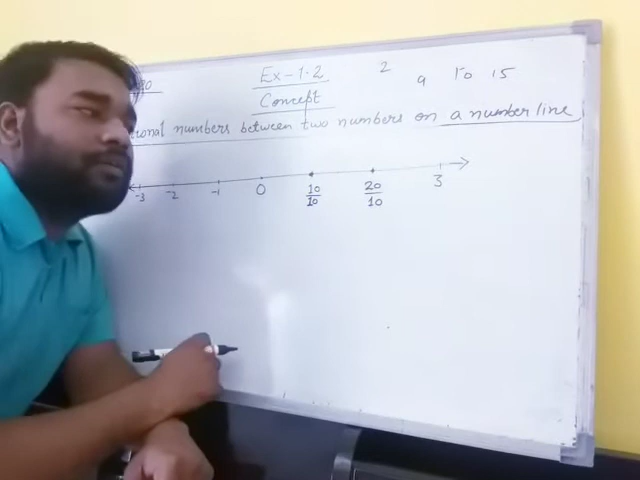 Ex-1.2 2 9 10 15
Concept
ional numbers between two numbers on a number line
-3 -2 -1 0 10/10 20/10 3